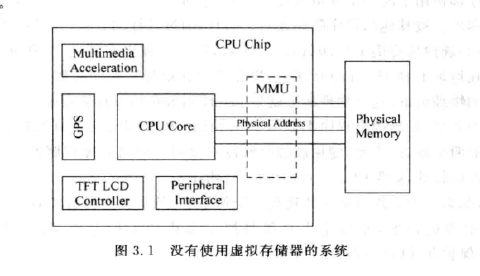 。
CPU Chip
Multimedia
Acceleration
MMU
GPS
CPU Core
Physical Address
Physical
Memory
TFT LCD
Controller
Peripheral
Interface
图 3.1 没有使用虚拟存储器的系统